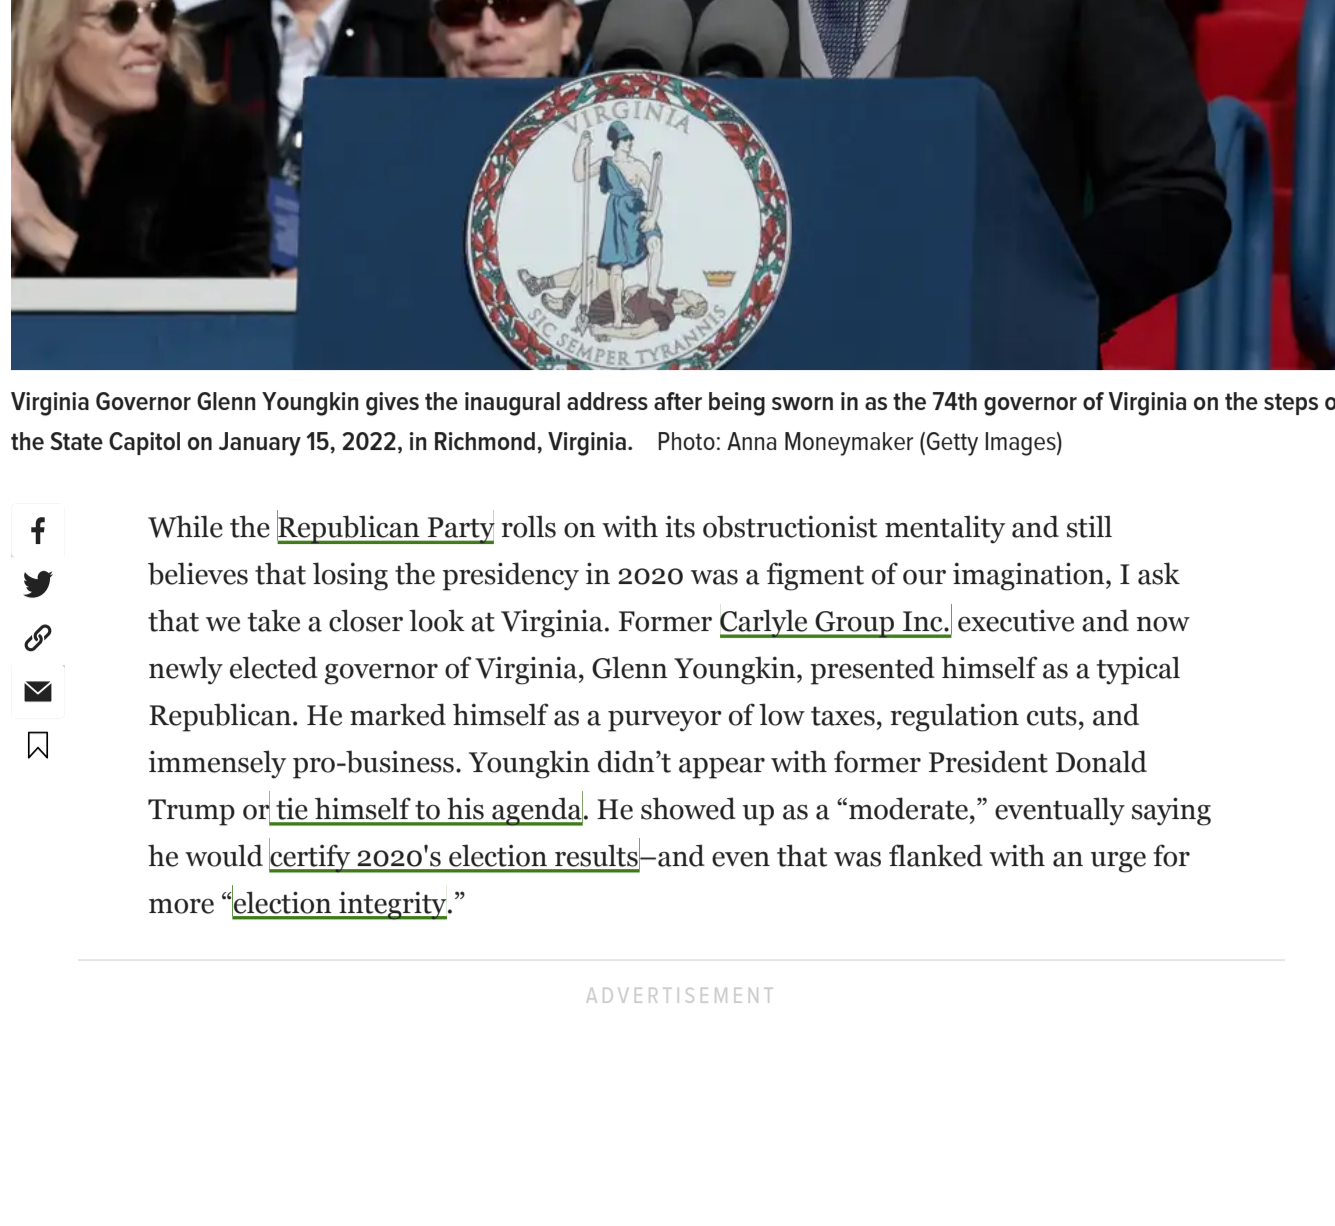 VIRGINIA
SIC SEMPER TYRANNIS
Virginia Governor Glenn Youngkin gives the inaugural address after being sworn in as the 74th governor of Virginia on the steps
the State Capitol on January 15, 2022, in Richmond, Virginia. Photo: Anna Moneymaker (Getty Images)
While the Republican Party rolls on with its obstructionist mentality and still
believes that losing the presidency in 2020 was a figment of our imagination, I ask
that we take a closer look at Virginia. Former Carlyle Group Inc. executive and now
newly elected governor of Virginia, Glenn Youngkin, presented himself as a typical
Republican. He marked himself as a purveyor of low taxes, regulation cuts, and
immensely pro-business. Youngkin didn’t appear with former President Donald
Trump or tie himself to his agenda. He showed up as a “moderate,” eventually saying
he would certify 2020's election results–and even that was flanked with an urge for
more “election integrity.”
ADVERTISEMENT